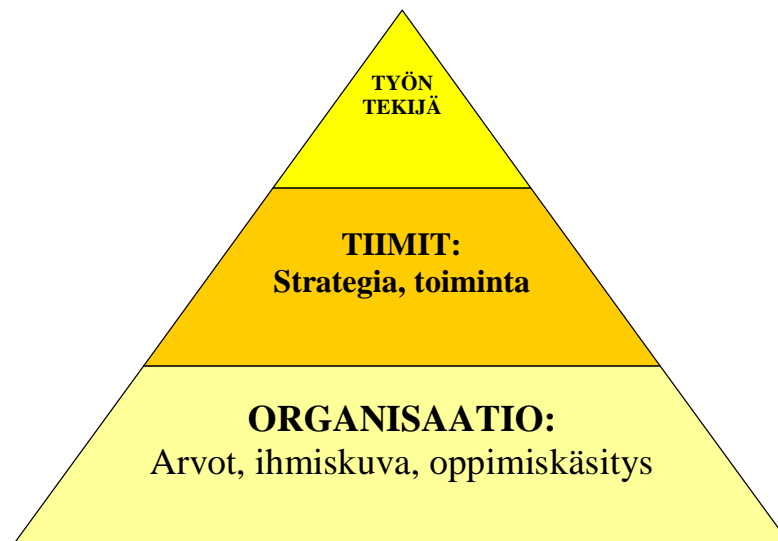 TYÖN
TEKIJÄ
TIIMIT:
Strategia, toiminta
ORGANISAATIO:
Arvot, ihmiskuva, oppimiskäsitys